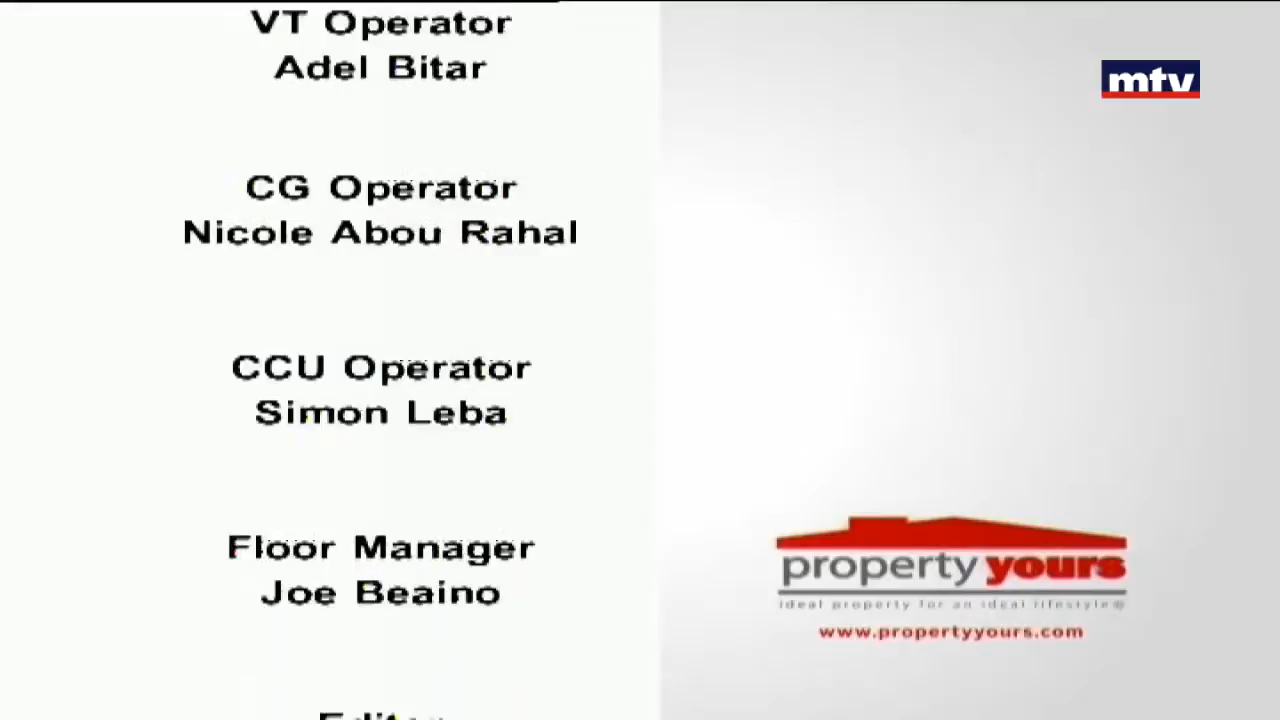 VT Operator
Adel Bitar
CG Operator
Nicole Abou Rahal
CCU Operator
Simon Leba
Floor Manager
Joe Beaino
Editor
mtv
property yours
ideal property for an ideal lifestyle®
www.propertyyours.com